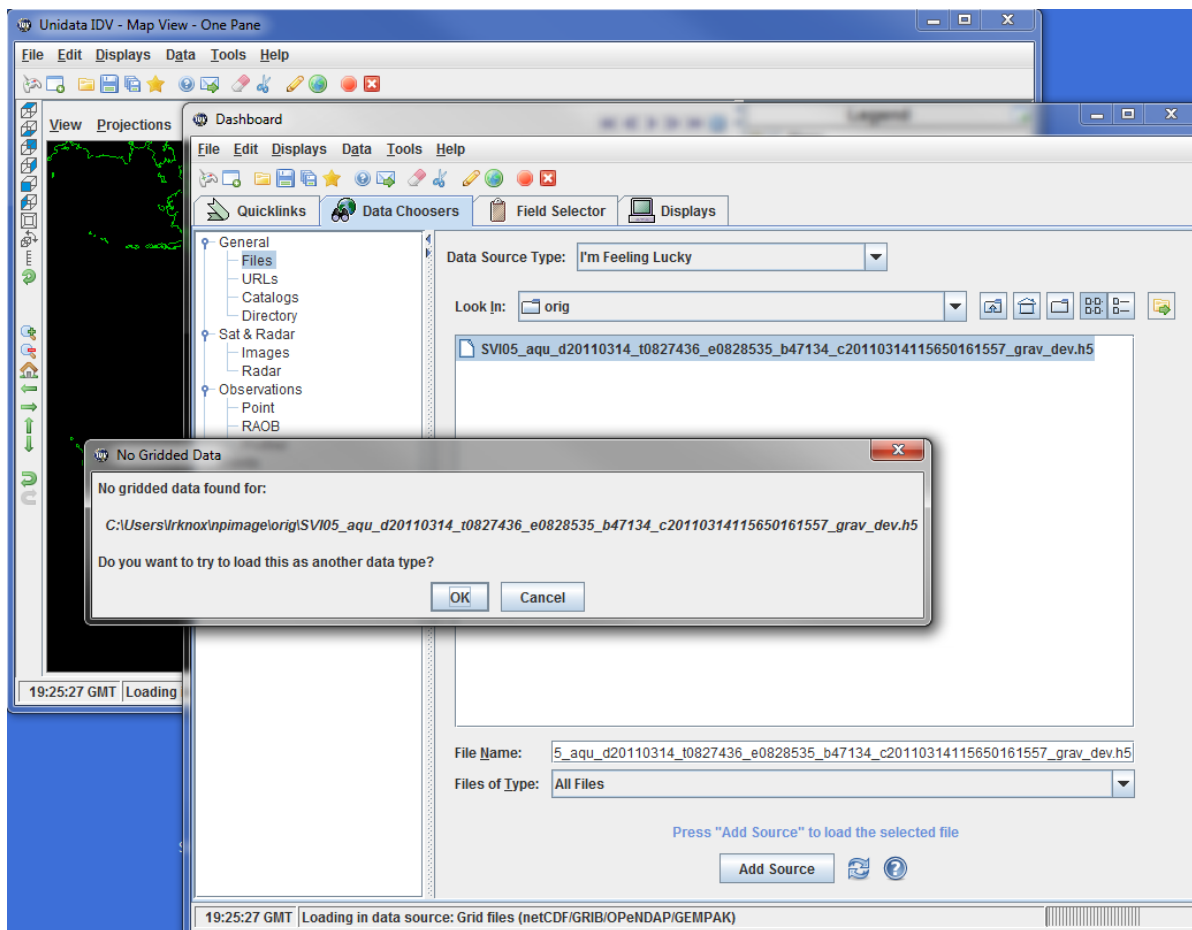 Unidata IDV - Map View - One Pane
File Edit Displays Data Tools Help
View Projections
Legend
Dashboard
File Edit Displays Data Tools Help
Quicklinks Data Choosers Field Selector Displays
General
Files
URLs
Catalogs
Directory
Sat & Radar
Images
Radar
Observations
Point
RAOB
Data Source Type: I'm Feeling Lucky
Look In: orig
SVI05_aqu_d20110314_t0827436_e0828535_b47134_c20110314115650161557_grav_dev.h5
No Gridded Data
No gridded data found for:
C:\Users\lrknox\npimage\orig\SVI05_aqu_d20110314_t0827436_e0828535_b47134_c20110314115650161557_grav_dev.h5
Do you want to try to load this as another data type?
OK Cancel
19:25:27 GMT Loading
File Name: 5_aqu_d20110314_t0827436_e0828535_b47134_c20110314115650161557_grav_dev.h5
Files of Type: All Files
Press "Add Source" to load the selected file
Add Source
19:25:27 GMT Loading in data source: Grid files (netCDF/GRIB/OPeNDAP/GEMPAK)